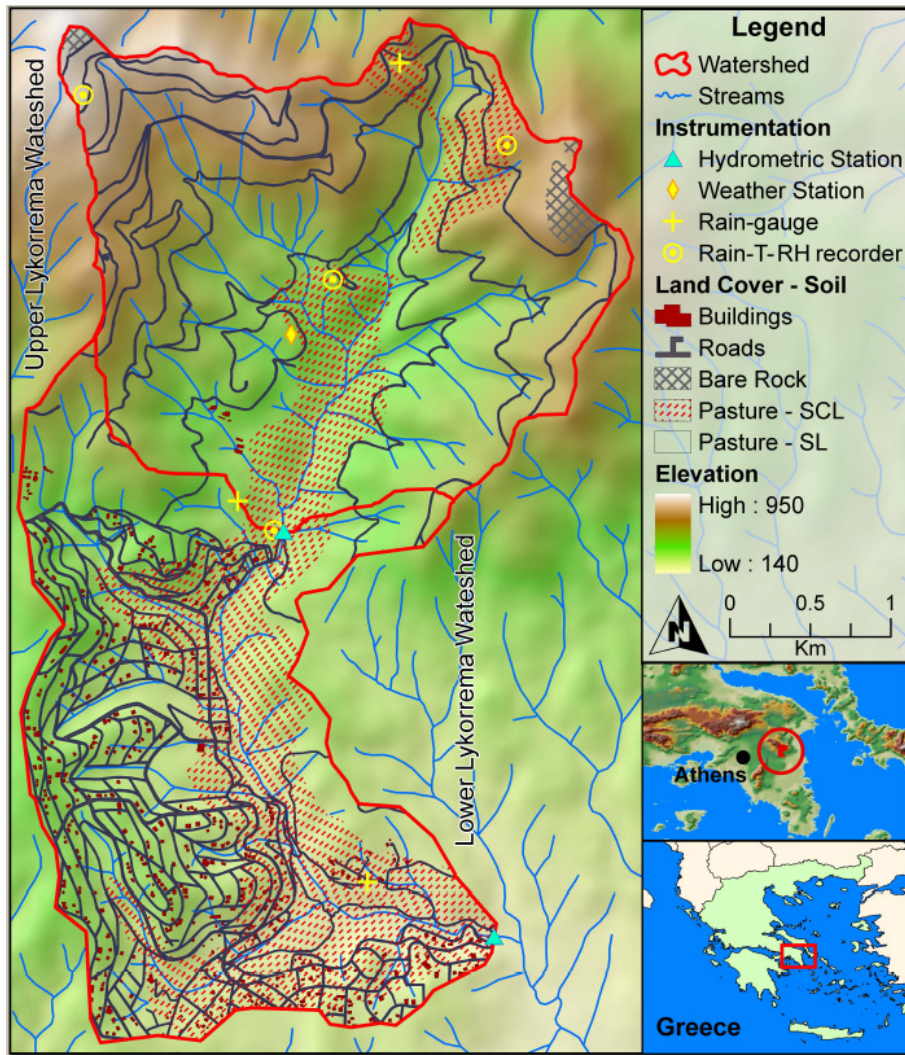 Upper Lykorrema Wateshed
Lower Lykorrema Wateshed
Legend
Watershed
Streams
Instrumentation
Hydrometric Station
Weather Station
Rain-gauge
Rain-T-RH recorder
Land Cover - Soil
Buildings
Roads
Bare Rock
Pasture - SCL
Pasture - SL
Elevation
High : 950
Low : 140
N
0 0.5 1
Km
Athens
Greece